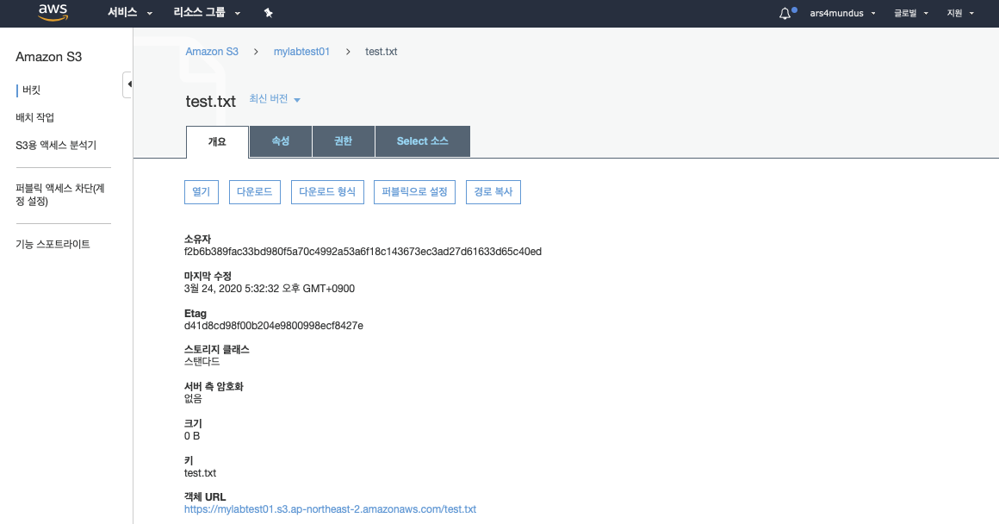 aws 서비스 리소스 그룹 ars4mundus 글로벌 지원
Amazon S3
버킷
배치 작업
S3용 액세스 분석기
퍼블릭 액세스 차단(계
정 설정)
기능 스포트라이트
Amazon S3 > mylabtest01 > test.txt
test.txt 최신 버전
개요 속성 권한 Select 소스
열기 다운로드 다운로드 형식 퍼블릭으로 설정 경로 복사
소유자
f2b6b389fac33bd980f5a70c4992a53a6f18c143673ec3ad27d61633d65c40ed
마지막 수정
3월 24, 2020 5:32:32 오후 GMT+0900
Etag
d41d8cd98f00b204e9800998ecf8427e
스토리지 클래스
스탠다드
서버 측 암호화
없음
크기
0 B
키
test.txt
객체 URL
https://mylabtest01.s3.ap-northeast-2.amazonaws.com/test.txt